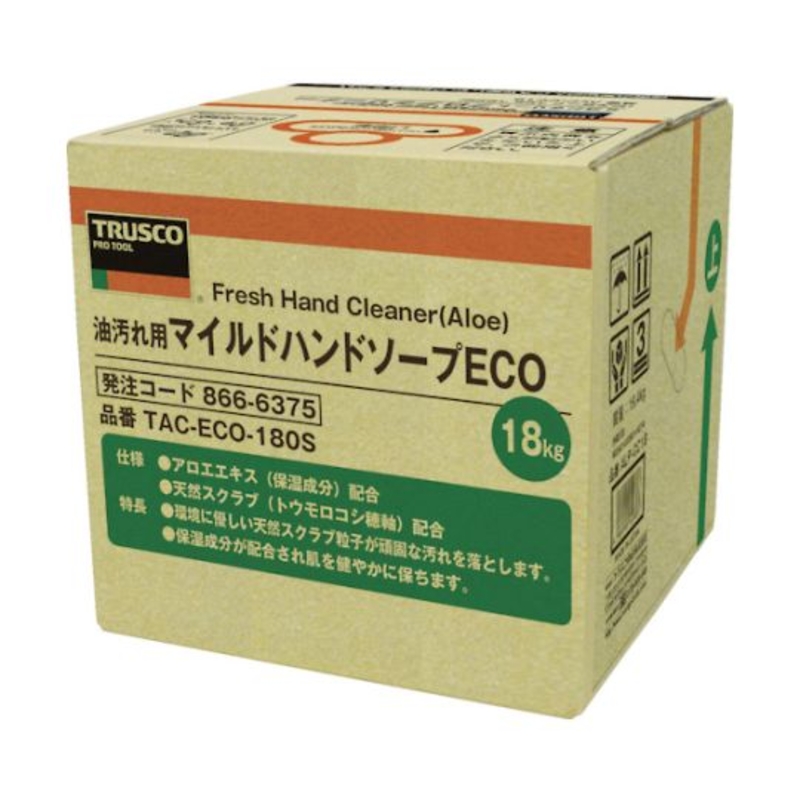 TRUSCO
PRO TOOL
Fresh Hand Cleaner(Aloe)
油汚れ用マイルドハンドソープECO
発注コード 866-6375
品番 TAC-ECO-180S
18kg
仕様 ●アロエエキス（保湿成分）配合
●天然スクラブ（トウモロコシ穂軸）配合
特長 ●環境に優しい天然スクラブ粒子が頑固な汚れを落とします。
●保湿成分が配合され肌を健やかに保ちます。
上
3